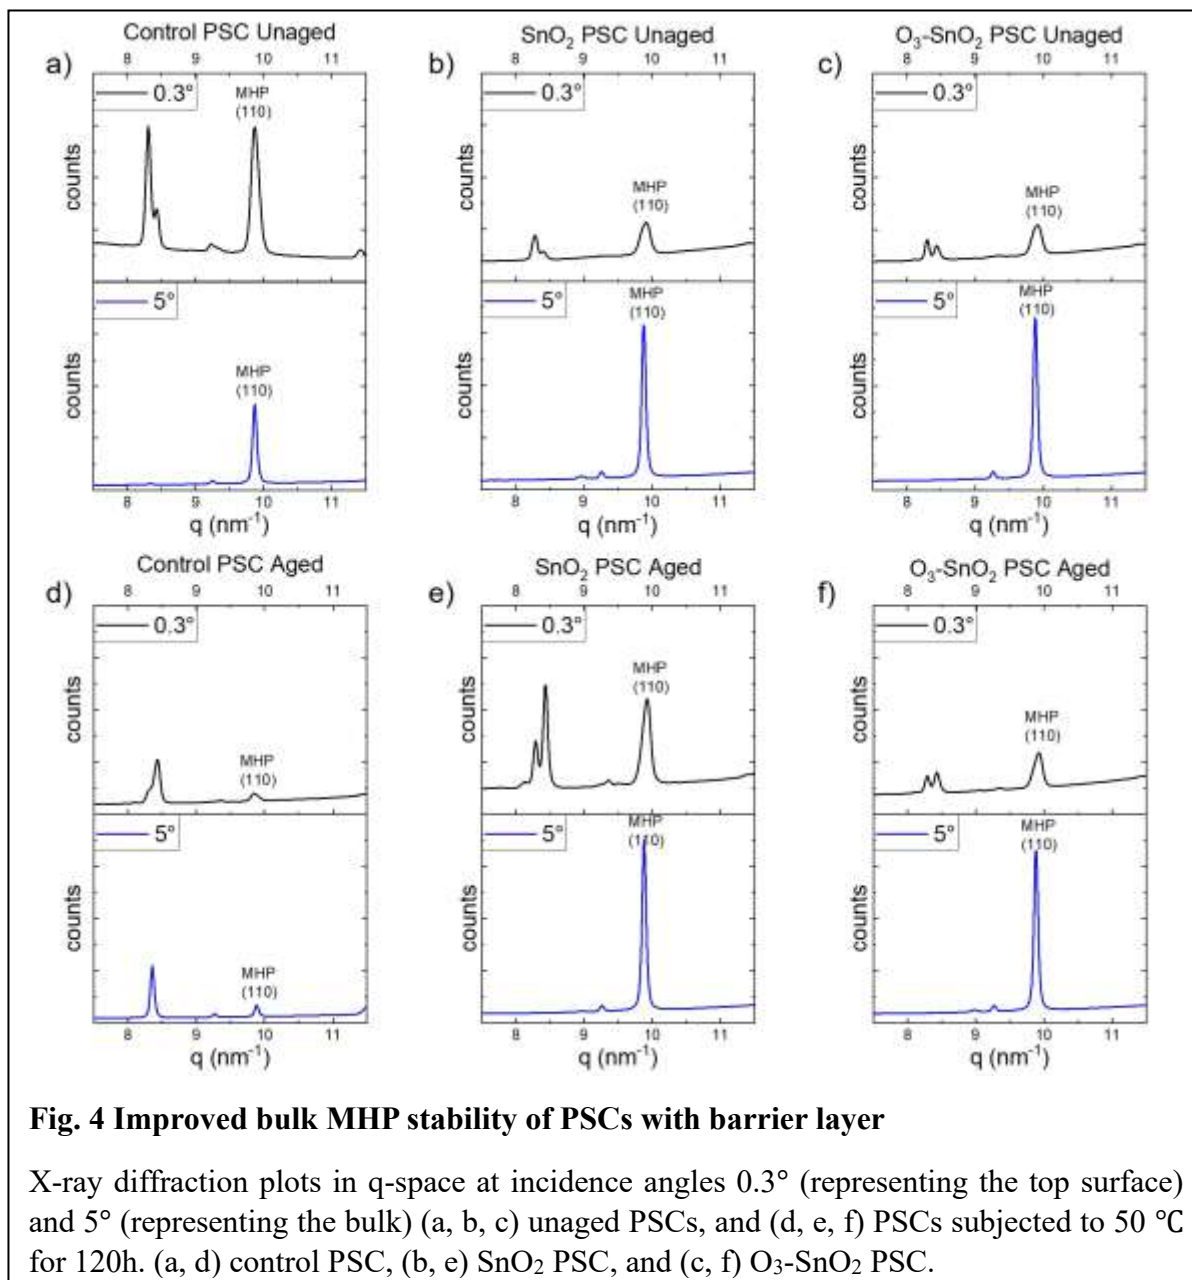 Control PSC Unaged
SnO2 PSC Unaged
O3-SnO2 PSC Unaged
a)
8 9 10 11
b)
8 9 10 11
c)
8 9 10 11
0.3°
MHP
(110)
counts
0.3°
MHP
(110)
counts
0.3°
MHP
(110)
counts
5°
MHP
(110)
counts
5°
MHP
(110)
counts
5°
MHP
(110)
counts
8 9 10 11
q (nm-1)
8 9 10 11
q (nm-1)
8 9 10 11
q (nm-1)
Control PSC Aged
SnO2 PSC Aged
O3-SnO2 PSC Aged
d)
8 9 10 11
e)
8 9 10 11
f)
8 9 10 11
0.3°
MHP
(110)
counts
0.3°
MHP
(110)
counts
0.3°
MHP
(110)
counts
5°
MHP
(110)
counts
5°
MHP
(110)
counts
5°
MHP
(110)
counts
8 9 10 11
q (nm-1)
8 9 10 11
q (nm-1)
8 9 10 11
q (nm-1)
Fig. 4 Improved bulk MHP stability of PSCs with barrier layer
X-ray diffraction plots in q-space at incidence angles 0.3° (representing the top surface)
and 5° (representing the bulk) (a, b, c) unaged PSCs, and (d, e, f) PSCs subjected to 50 ℃
for 120h. (a, d) control PSC, (b, e) SnO2 PSC, and (c, f) O3-SnO2 PSC.